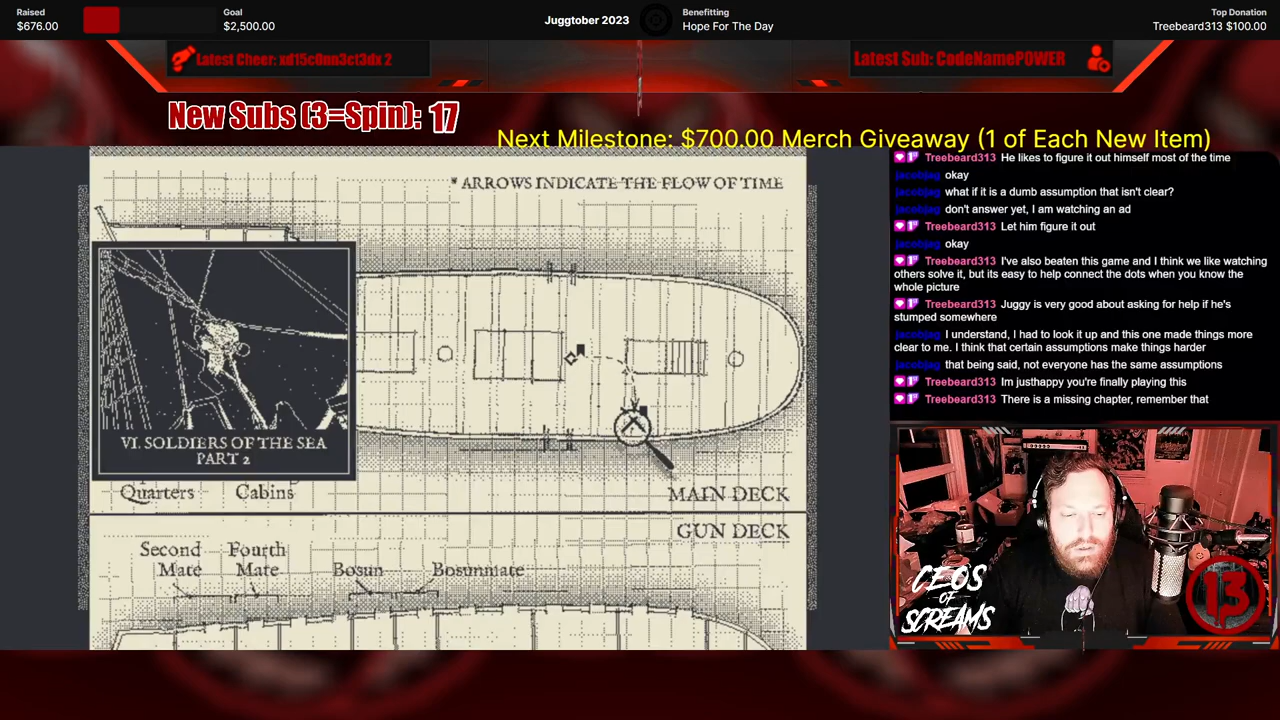 Raised
$676.00
Goal
$2,500.00
Juggtober 2023
Benefitting
Hope For The Day
Top Donation
Treebeard313 $100.00
Latest Cheer: xd15c0nn3ct3dx 2
Latest Sub: CodeNamePOWER
New Subs (3=Spin): 17
Next Milestone: $700.00 Merch Giveaway (1 of Each New Item)
* ARROWS INDICATE THE FLOW OF TIME
VI. SOLDIERS OF THE SEA
PART 2
Quarters Cabins
MAIN DECK
GUN DECK
Second Mate
Fourth Mate
Bosun
Bosunmate
Treebeard313 He likes to figure it out himself most of the time
jacobjag okay
jacobjag what if it is a dumb assumption that isn't clear?
jacobjag don't answer yet, I am watching an ad
Treebeard313 Let him figure it out
jacobjag okay
Treebeard313 I've also beaten this game and I think we like watching
others solve it, but its easy to help connect the dots when you know the
whole picture
Treebeard313 Juggy is very good about asking for help if he's
stumped somewhere
jacobjag I understand, I had to look it up and this one made things more
clear to me. I think that certain assumptions make things harder
jacobjag that being said, not everyone has the same assumptions
Treebeard313 Im justhappy you're finally playing this
Treebeard313 There is a missing chapter, remember that
CEOS
OF
SCREAMS
13